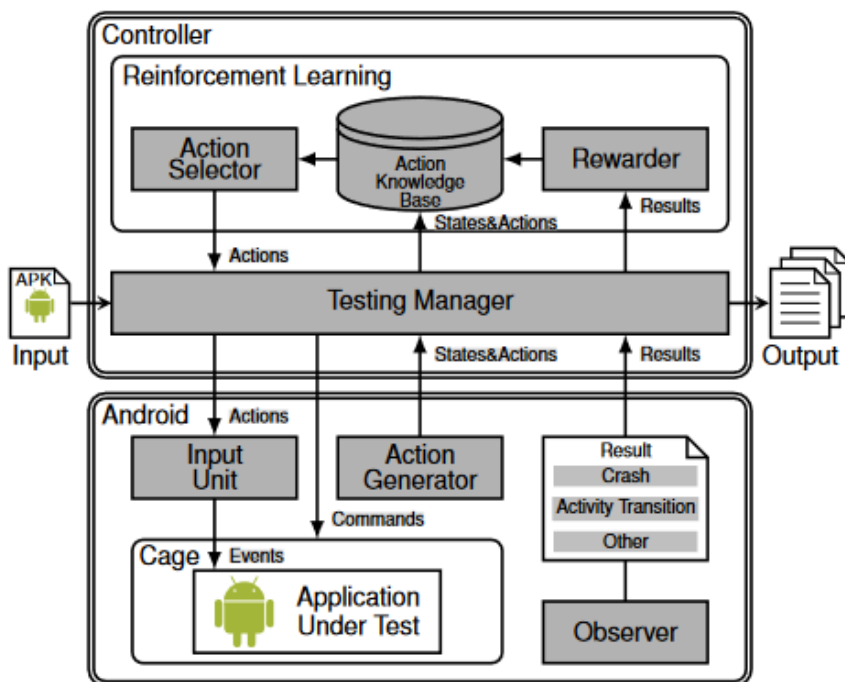 Controller
Reinforcement Learning
Action
Selector
Action
Knowledge
Base
Rewarder
States&Actions
Results
Actions
APK
Input
Testing Manager
Output
States&Actions
Results
Android
Actions
Input
Unit
Action
Generator
Result
Crash
Activity Transition
Other
Commands
Cage
Events
Application
Under Test
Observer